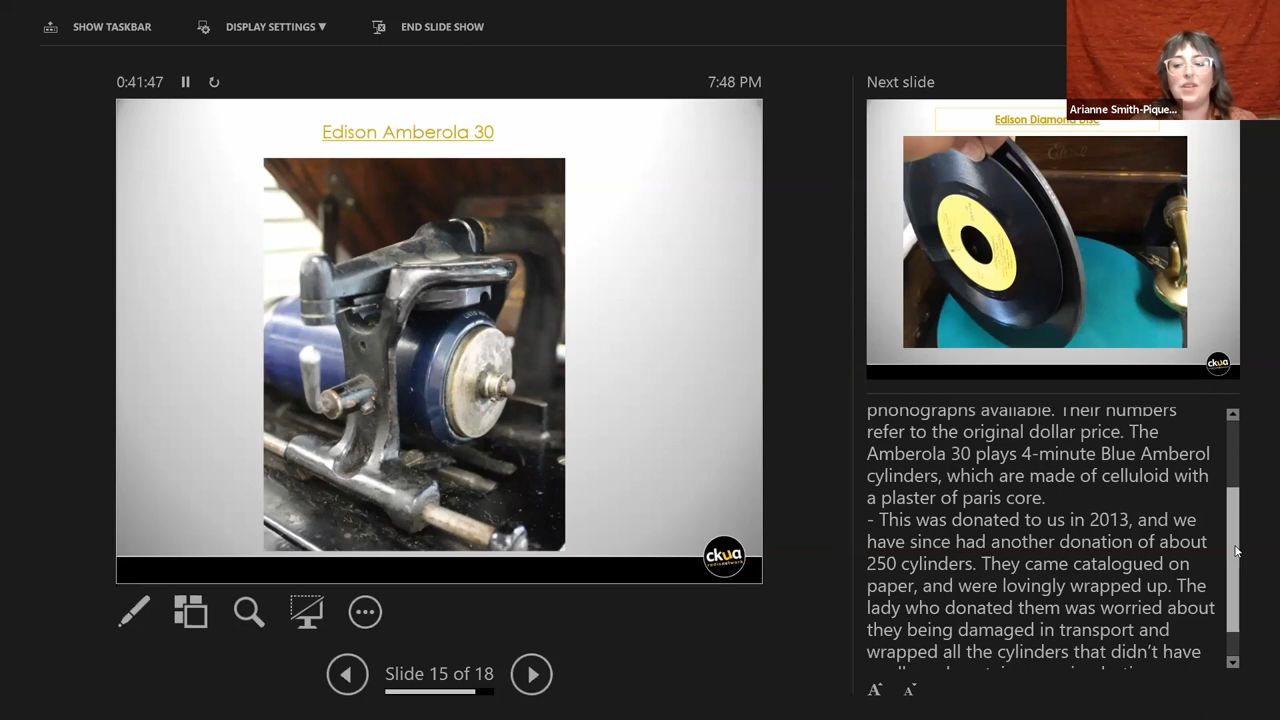 SHOW TASKBAR
DISPLAY SETTINGS ▼
END SLIDE SHOW
0:41:47
7:48 PM
Next slide
Arianne Smith-Pique...
Edison Amberola 30
Edison Diamond Disc
ckua
radio network
ckua
phonographs available. Their numbers
refer to the original dollar price. The
Amberola 30 plays 4-minute Blue Amberol
cylinders, which are made of celluloid with
a plaster of paris core.
- This was donated to us in 2013, and we
have since had another donation of about
250 cylinders. They came catalogued on
paper, and were lovingly wrapped up. The
lady who donated them was worried about
they being damaged in transport and
wrapped all the cylinders that didn’t have
Slide 15 of 18
A
A